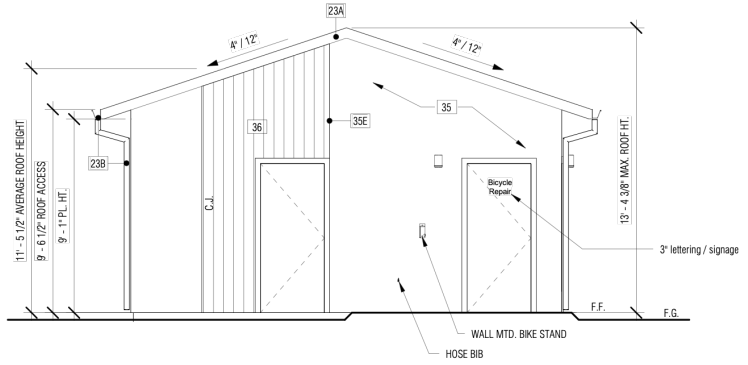 23A
4" / 12"
4" / 12"
35
36
35E
23B
Bicycle
Repair
11' - 5 1/2" AVERAGE ROOF HEIGHT
9' - 6 1/2" ROOF ACCESS
9' - 1" PL. HT.
C.J.
13' - 4 3/8" MAX. ROOF HT.
3" lettering / signage
F.F.
F.G.
WALL MTD. BIKE STAND
HOSE BIB